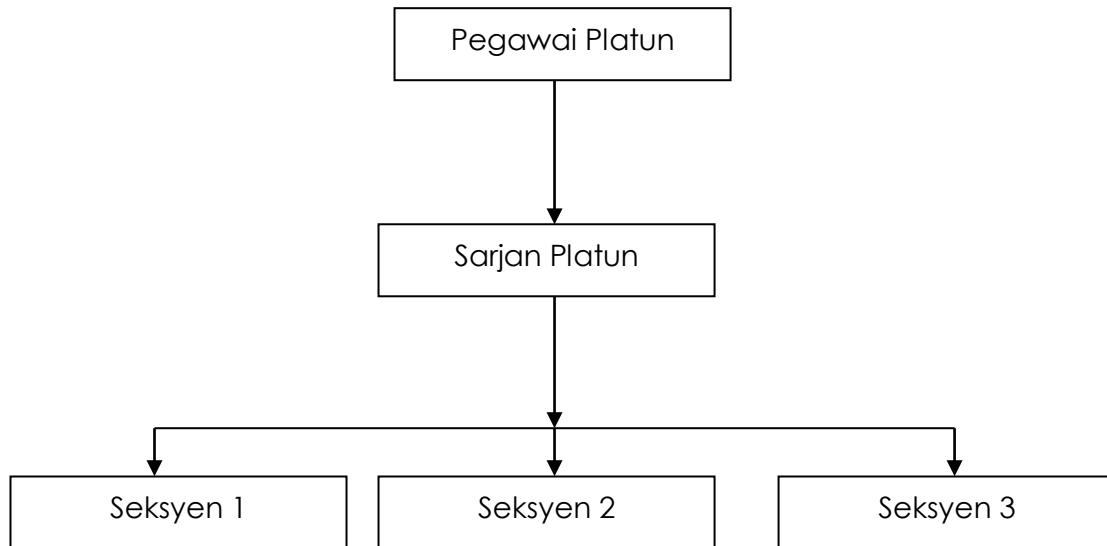 Pegawai Platun
Sarjan Platun
Seksyen 1
Seksyen 2
Seksyen 3